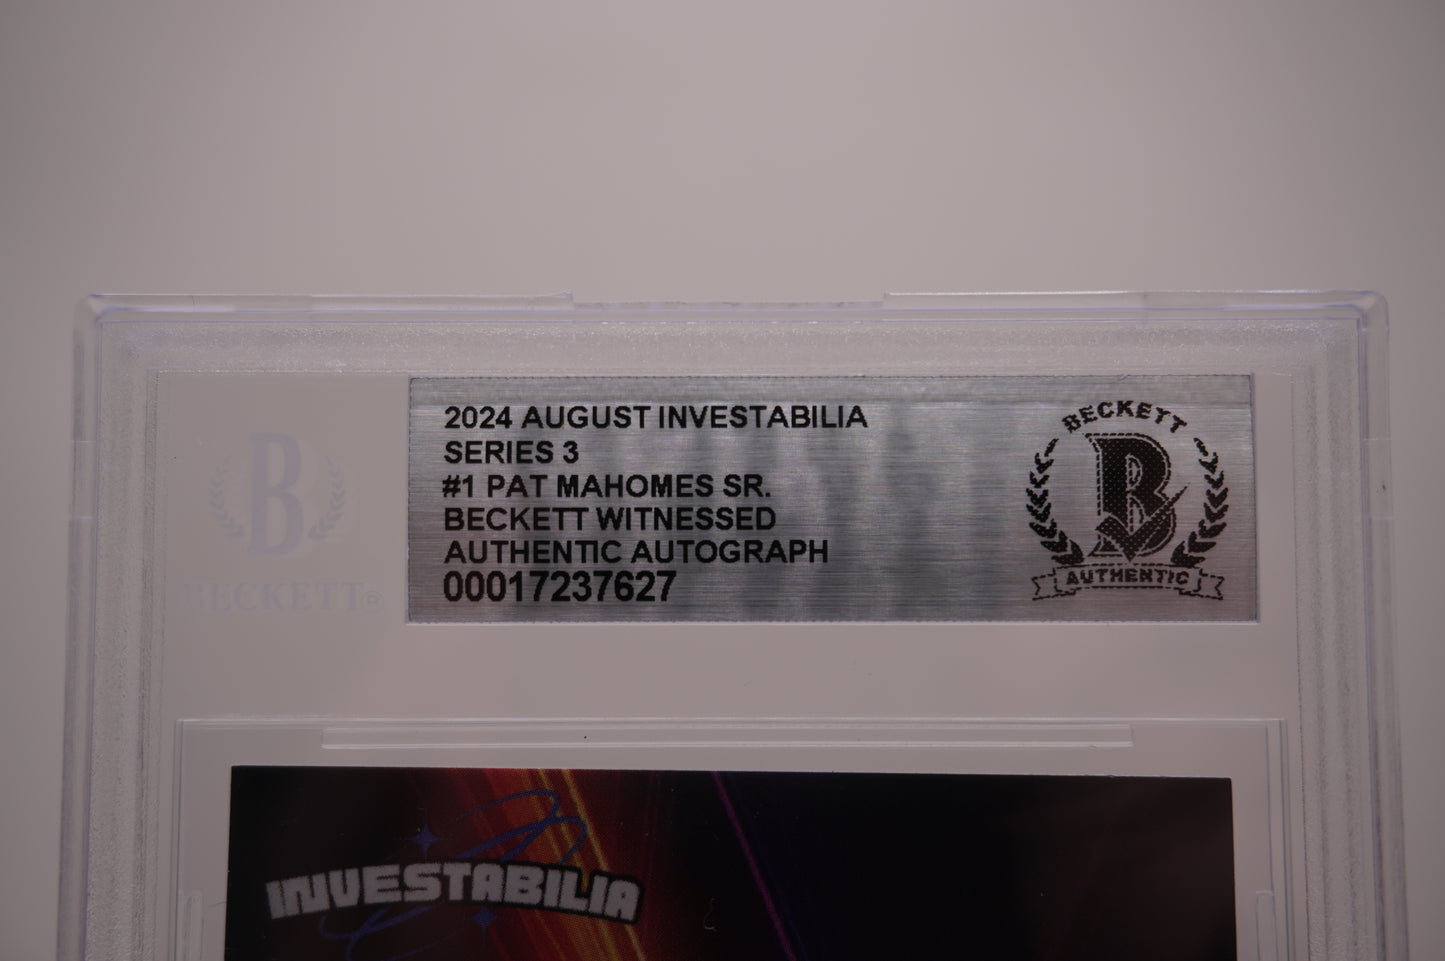 2024 AUGUST INVESTABILIA
SERIES 3
#1 PAT MAHOMES SR.
BECKETT WITNESSED
AUTHENTIC AUTOGRAPH
00017237627
BECKETT
B
AUTHENTIC
B
BECKETT®
INVESTABILIA